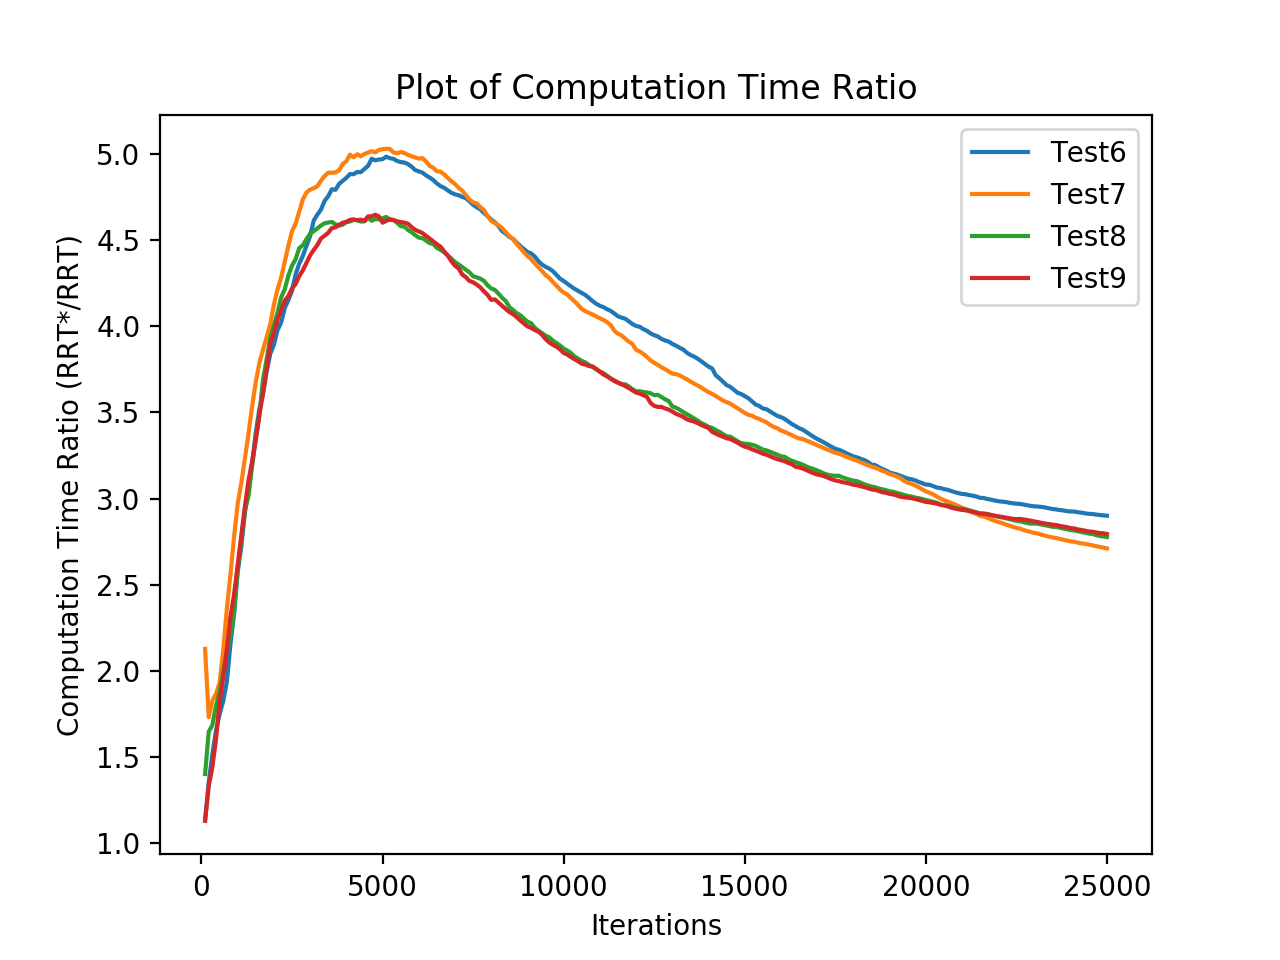 Plot of Computation Time Ratio
Computation Time Ratio (RRT*/RRT)
5.0
4.5
4.0
3.5
3.0
2.5
2.0
1.5
1.0
Test6
Test7
Test8
Test9
0 5000 10000 15000 20000 25000
Iterations